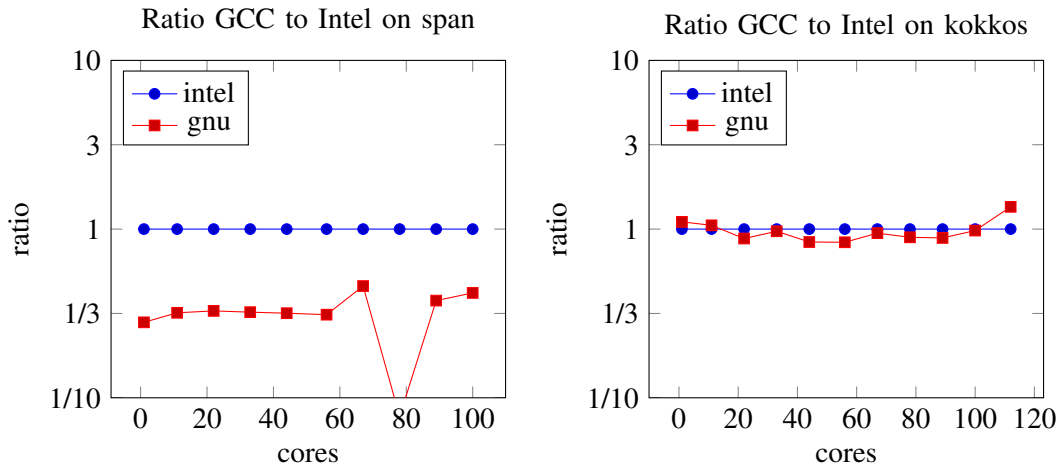 Ratio GCC to Intel on span
10
3
1
1/3
1/10
ratio
intel
gnu
0 20 40 60 80 100
cores
Ratio GCC to Intel on kokkos
10
3
1
1/3
1/10
ratio
intel
gnu
0 20 40 60 80 100 120
cores